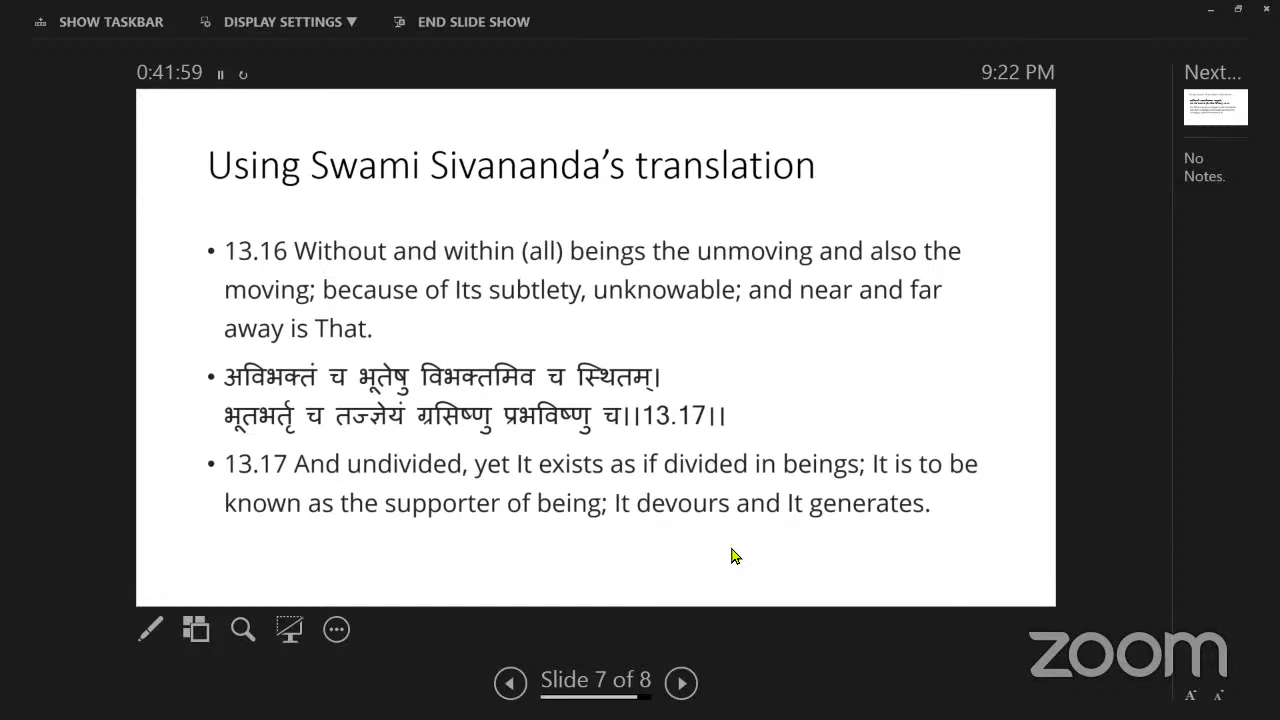 SHOW TASKBAR DISPLAY SETTINGS ▼ END SLIDE SHOW
0:41:59 9:22 PM Next...
Using Swami Sivananda’s translation
No
Notes.
• 13.16 Without and within (all) beings the unmoving and also the
moving; because of Its subtlety, unknowable; and near and far
away is That.
• अविभक्तं च भूतेषु विभक्तमिव च स्थितम्।
भूतभर्तृ च तज्ज्ञेयं ग्रसिष्णु प्रभविष्णु च।।13.17।।
• 13.17 And undivided, yet It exists as if divided in beings; It is to be
known as the supporter of being; It devours and It generates.
zoom
Slide 7 of 8
A A